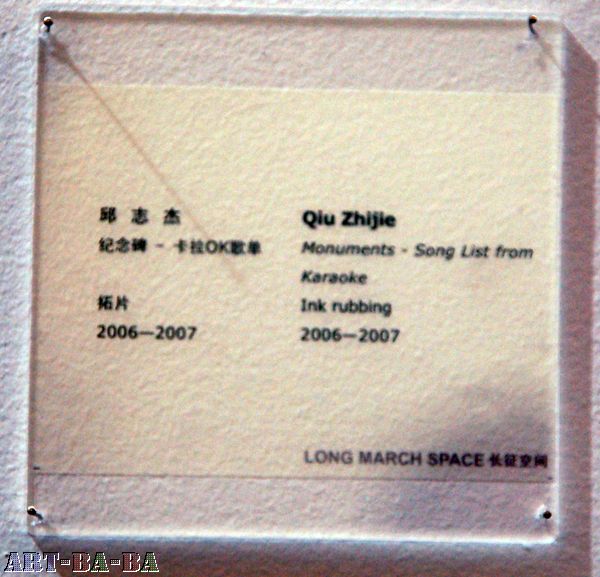 邱 志 杰
纪念碑 - 卡拉OK歌单
拓片
2006—2007
Qiu Zhijie
Monuments - Song List from
Karaoke
Ink rubbing
2006—2007
LONG MARCH SPACE 长征空间
ART-BA-BA